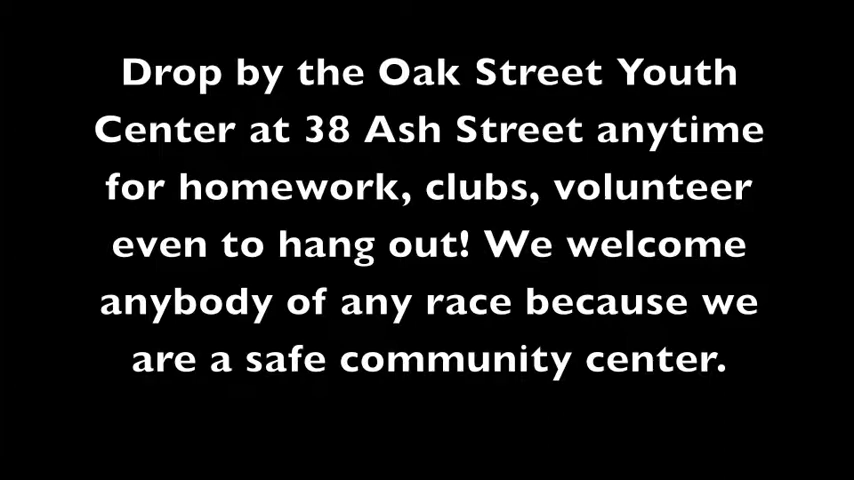 Drop by the Oak Street Youth
Center at 38 Ash Street anytime
for homework, clubs, volunteer
even to hang out! We welcome
anybody of any race because we
are a safe community center.